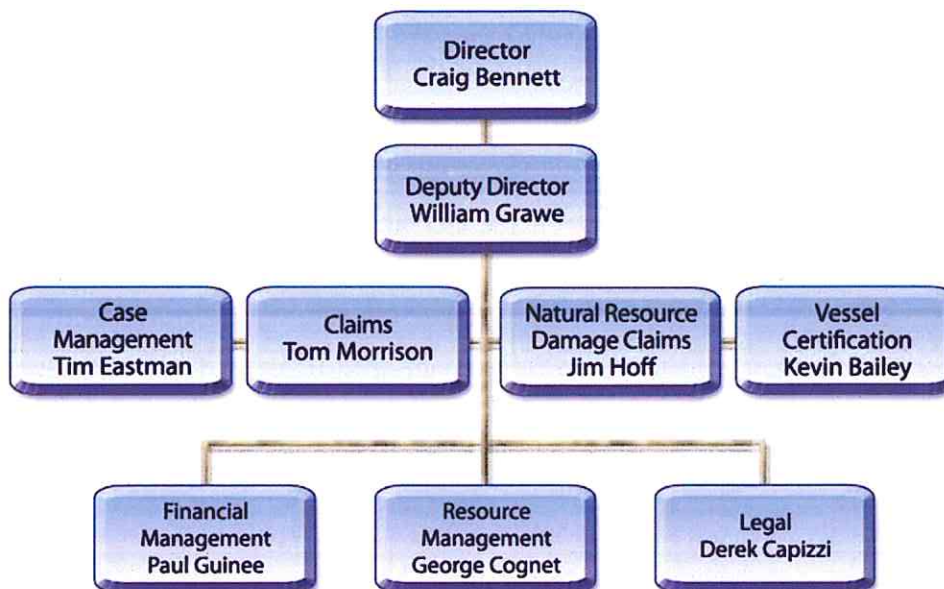 Director
Craig Bennett
Deputy Director
William Grawe
Case
Management
Tim Eastman
Claims
Tom Morrison
Natural Resource
Damage Claims
Jim Hoff
Vessel
Certification
Kevin Bailey
Financial
Management
Paul Guinee
Resource
Management
George Cognet
Legal
Derek Capizzi